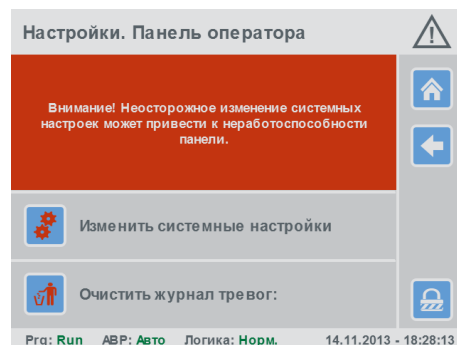 Настройки. Панель оператора
Внимание! Неосторожное изменение системных
настроек может привести к неработоспособности
панели.
Изменить системные настройки
Очистить журнал тревог:
Prg: Run АВР: Авто Логика: Норм. 14.11.2013 - 18:28:13